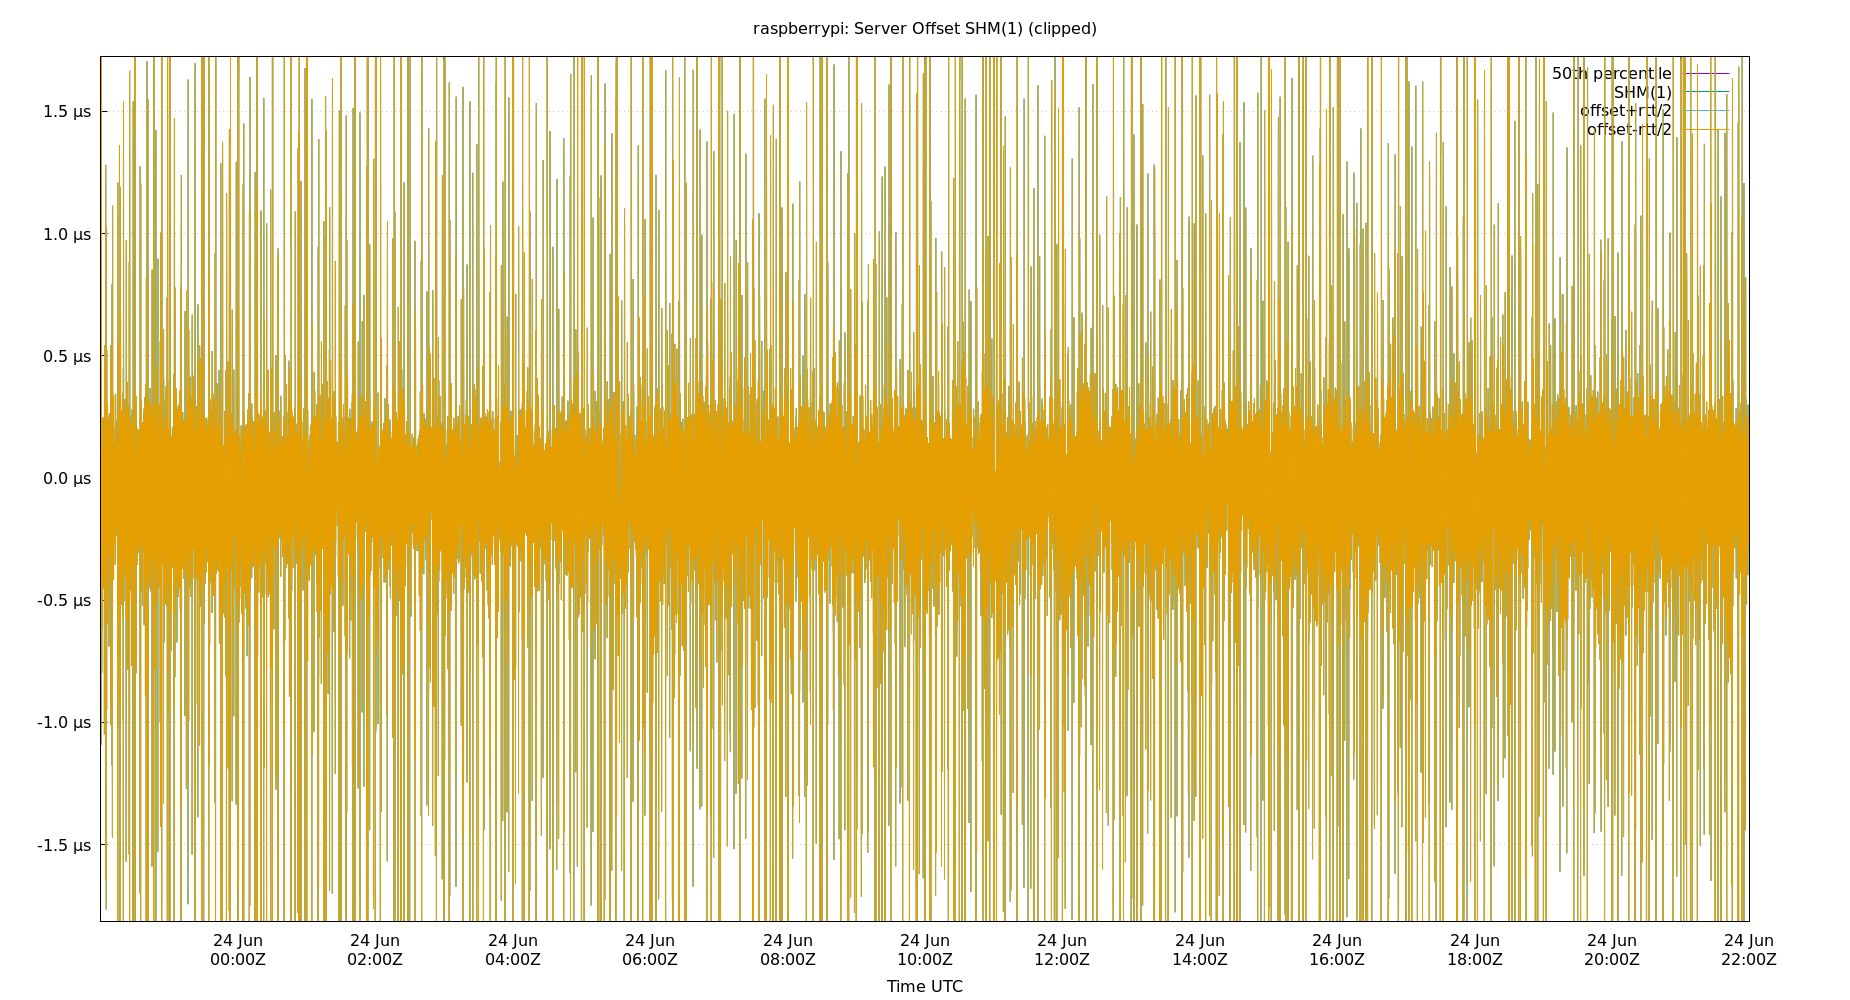 raspberrypi: Server Offset SHM(1) (clipped)
50th percentile
SHM(1)
offset+rtt/2
offset-rtt/2
1.5 µs
1.0 µs
0.5 µs
0.0 µs
-0.5 µs
-1.0 µs
-1.5 µs
24 Jun 24 Jun 24 Jun 24 Jun 24 Jun 24 Jun 24 Jun 24 Jun 24 Jun 24 Jun 24 Jun 24 Jun
00:00Z 02:00Z 04:00Z 06:00Z 08:00Z 10:00Z 12:00Z 14:00Z 16:00Z 18:00Z 20:00Z 22:00Z
Time UTC